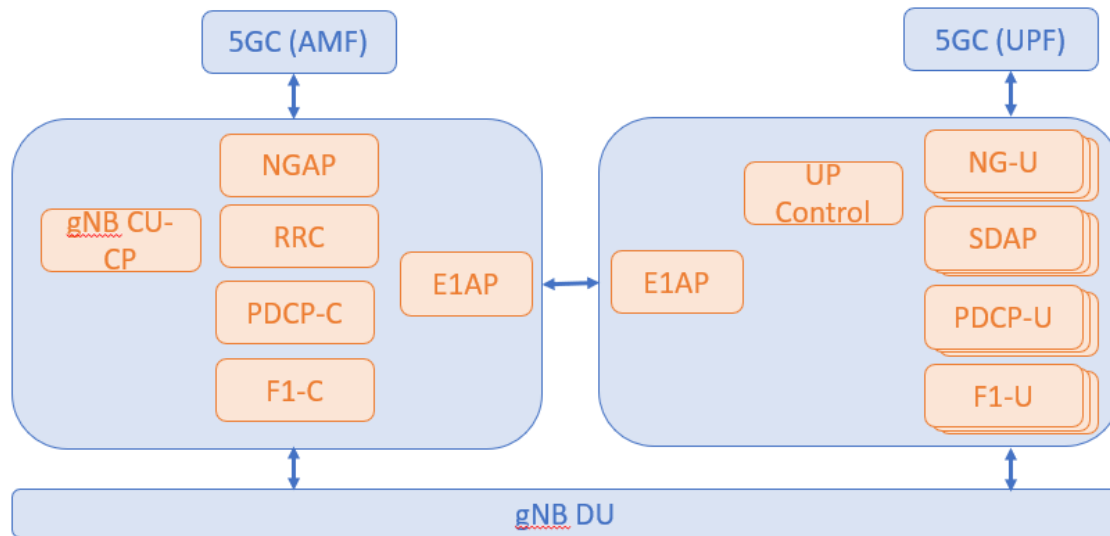 5GC (AMF)
5GC (UPF)
NGAP
gNB CU-
CP
RRC
E1AP
PDCP-C
F1-C
UP
Control
E1AP
NG-U
SDAP
PDCP-U
F1-U
gNB DU